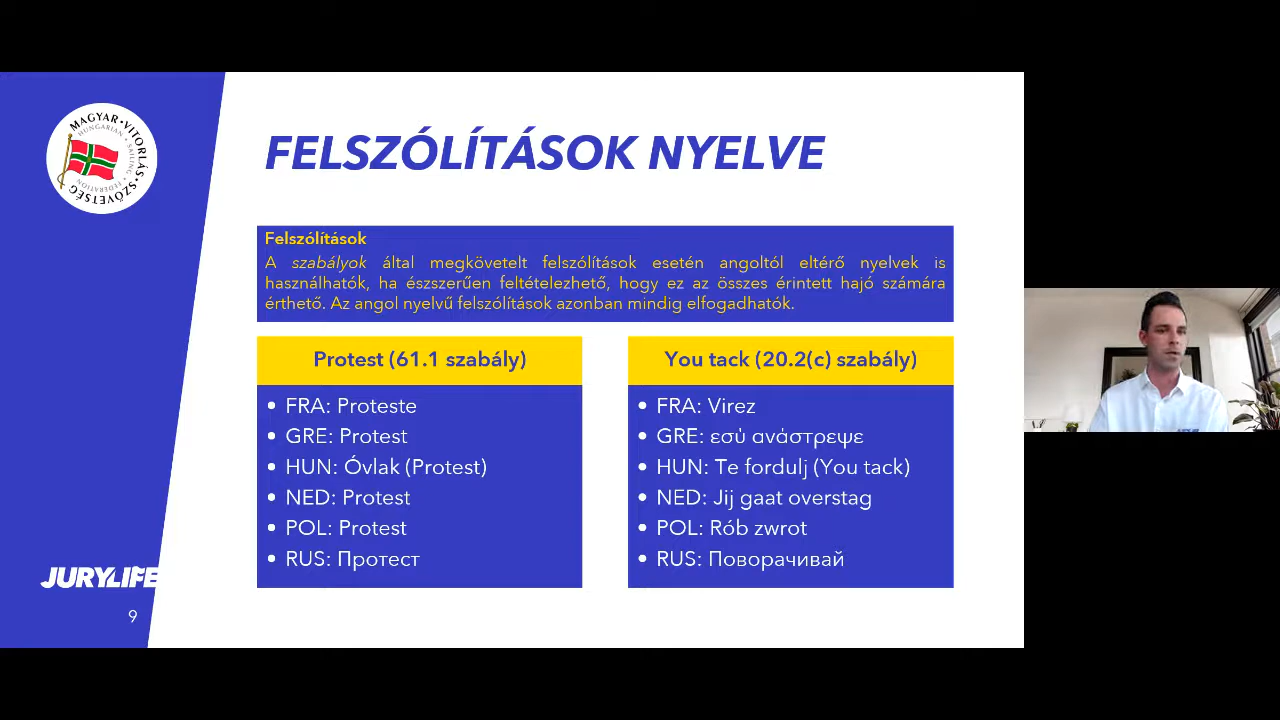 MAGYAR • VITORLÁS • SZÖVETSÉG
HUNGARIAN • SAILING • FEDERATION
FELSZÓLÍTÁSOK NYELVE
Felszólítások
A szabályok által megkövetelt felszólítások esetén angoltól eltérő nyelvek is
használhatók, ha észszerűen feltételezhető, hogy ez az összes érintett hajó számára
érthető. Az angol nyelvű felszólítások azonban mindig elfogadhatók.
Protest (61.1 szabály)
• FRA: Proteste
• GRE: Protest
• HUN: Óvlak (Protest)
• NED: Protest
• POL: Protest
• RUS: Протест
You tack (20.2(c) szabály)
• FRA: Virez
• GRE: εσὺ ανάστρεψε
• HUN: Te fordulj (You tack)
• NED: Jij gaat overstag
• POL: Rób zwrot
• RUS: Поворачивай
JURYLIFE
9